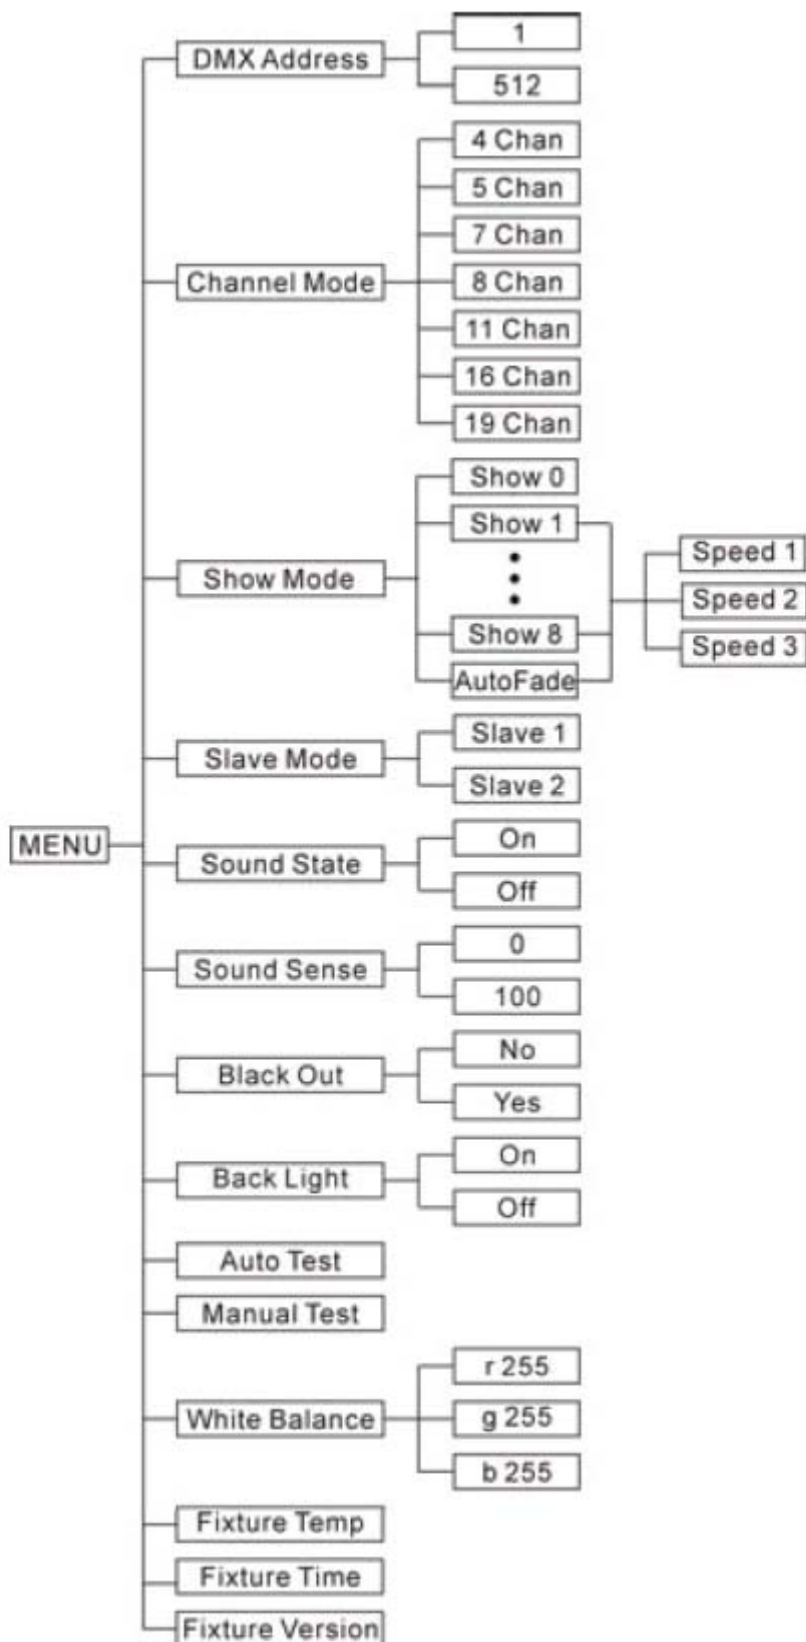 DMX Address
1
512
Channel Mode
4 Chan
5 Chan
7 Chan
8 Chan
11 Chan
16 Chan
19 Chan
Show Mode
Show 0
Show 1
Show 8
AutoFade
Speed 1
Speed 2
Speed 3
Slave Mode
Slave 1
Slave 2
MENU
Sound State
On
Off
Sound Sense
0
100
Black Out
No
Yes
Back Light
On
Off
Auto Test
Manual Test
White Balance
r 255
g 255
b 255
Fixture Temp
Fixture Time
Fixture Version